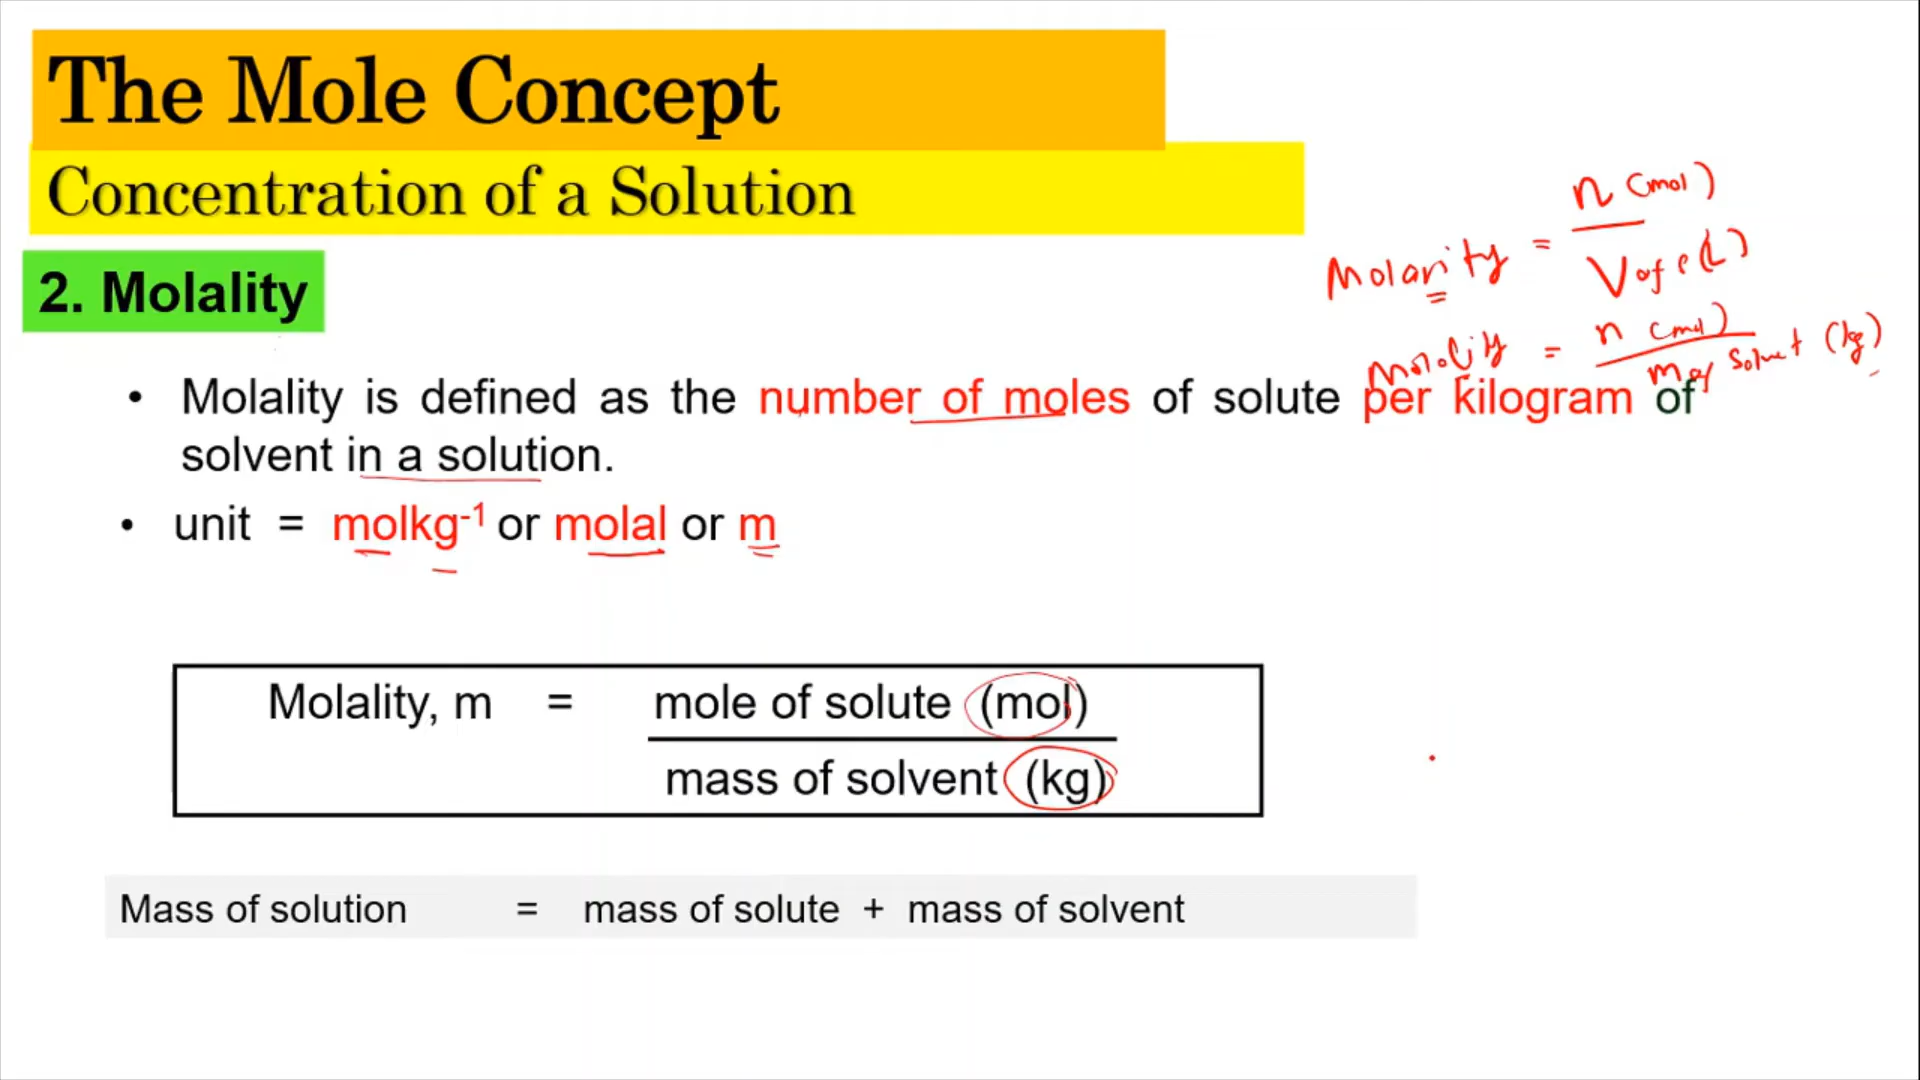 The Mole Concept
Concentration of a Solution
2. Molality
n (mol)
Molarity =
V of (L)
n (mol)
Molality =
m of solvent (kg)
• Molality is defined as the number of moles of solute per kilogram of
solvent in a solution.
• unit = molkg⁻¹ or molal or m
Molality, m = mole of solute (mol)
mass of solvent (kg)
Mass of solution = mass of solute + mass of solvent